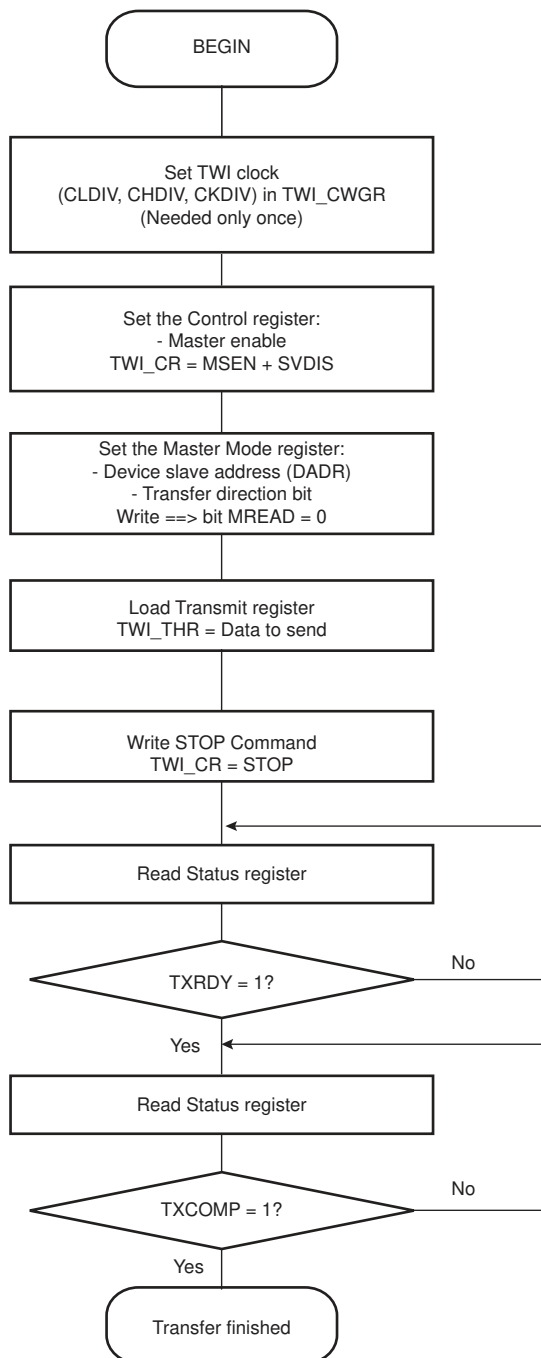 BEGIN
Set TWI clock
(CLDIV, CHDIV, CKDIV) in TWI_CWGR
(Needed only once)
Set the Control register:
- Master enable
TWI_CR = MSEN + SVDIS
Set the Master Mode register:
- Device slave address (DADR)
- Transfer direction bit
Write ==> bit MREAD = 0
Load Transmit register
TWI_THR = Data to send
Write STOP Command
TWI_CR = STOP
Read Status register
TXRDY = 1?
No
Yes
Read Status register
TXCOMP = 1?
No
Yes
Transfer finished